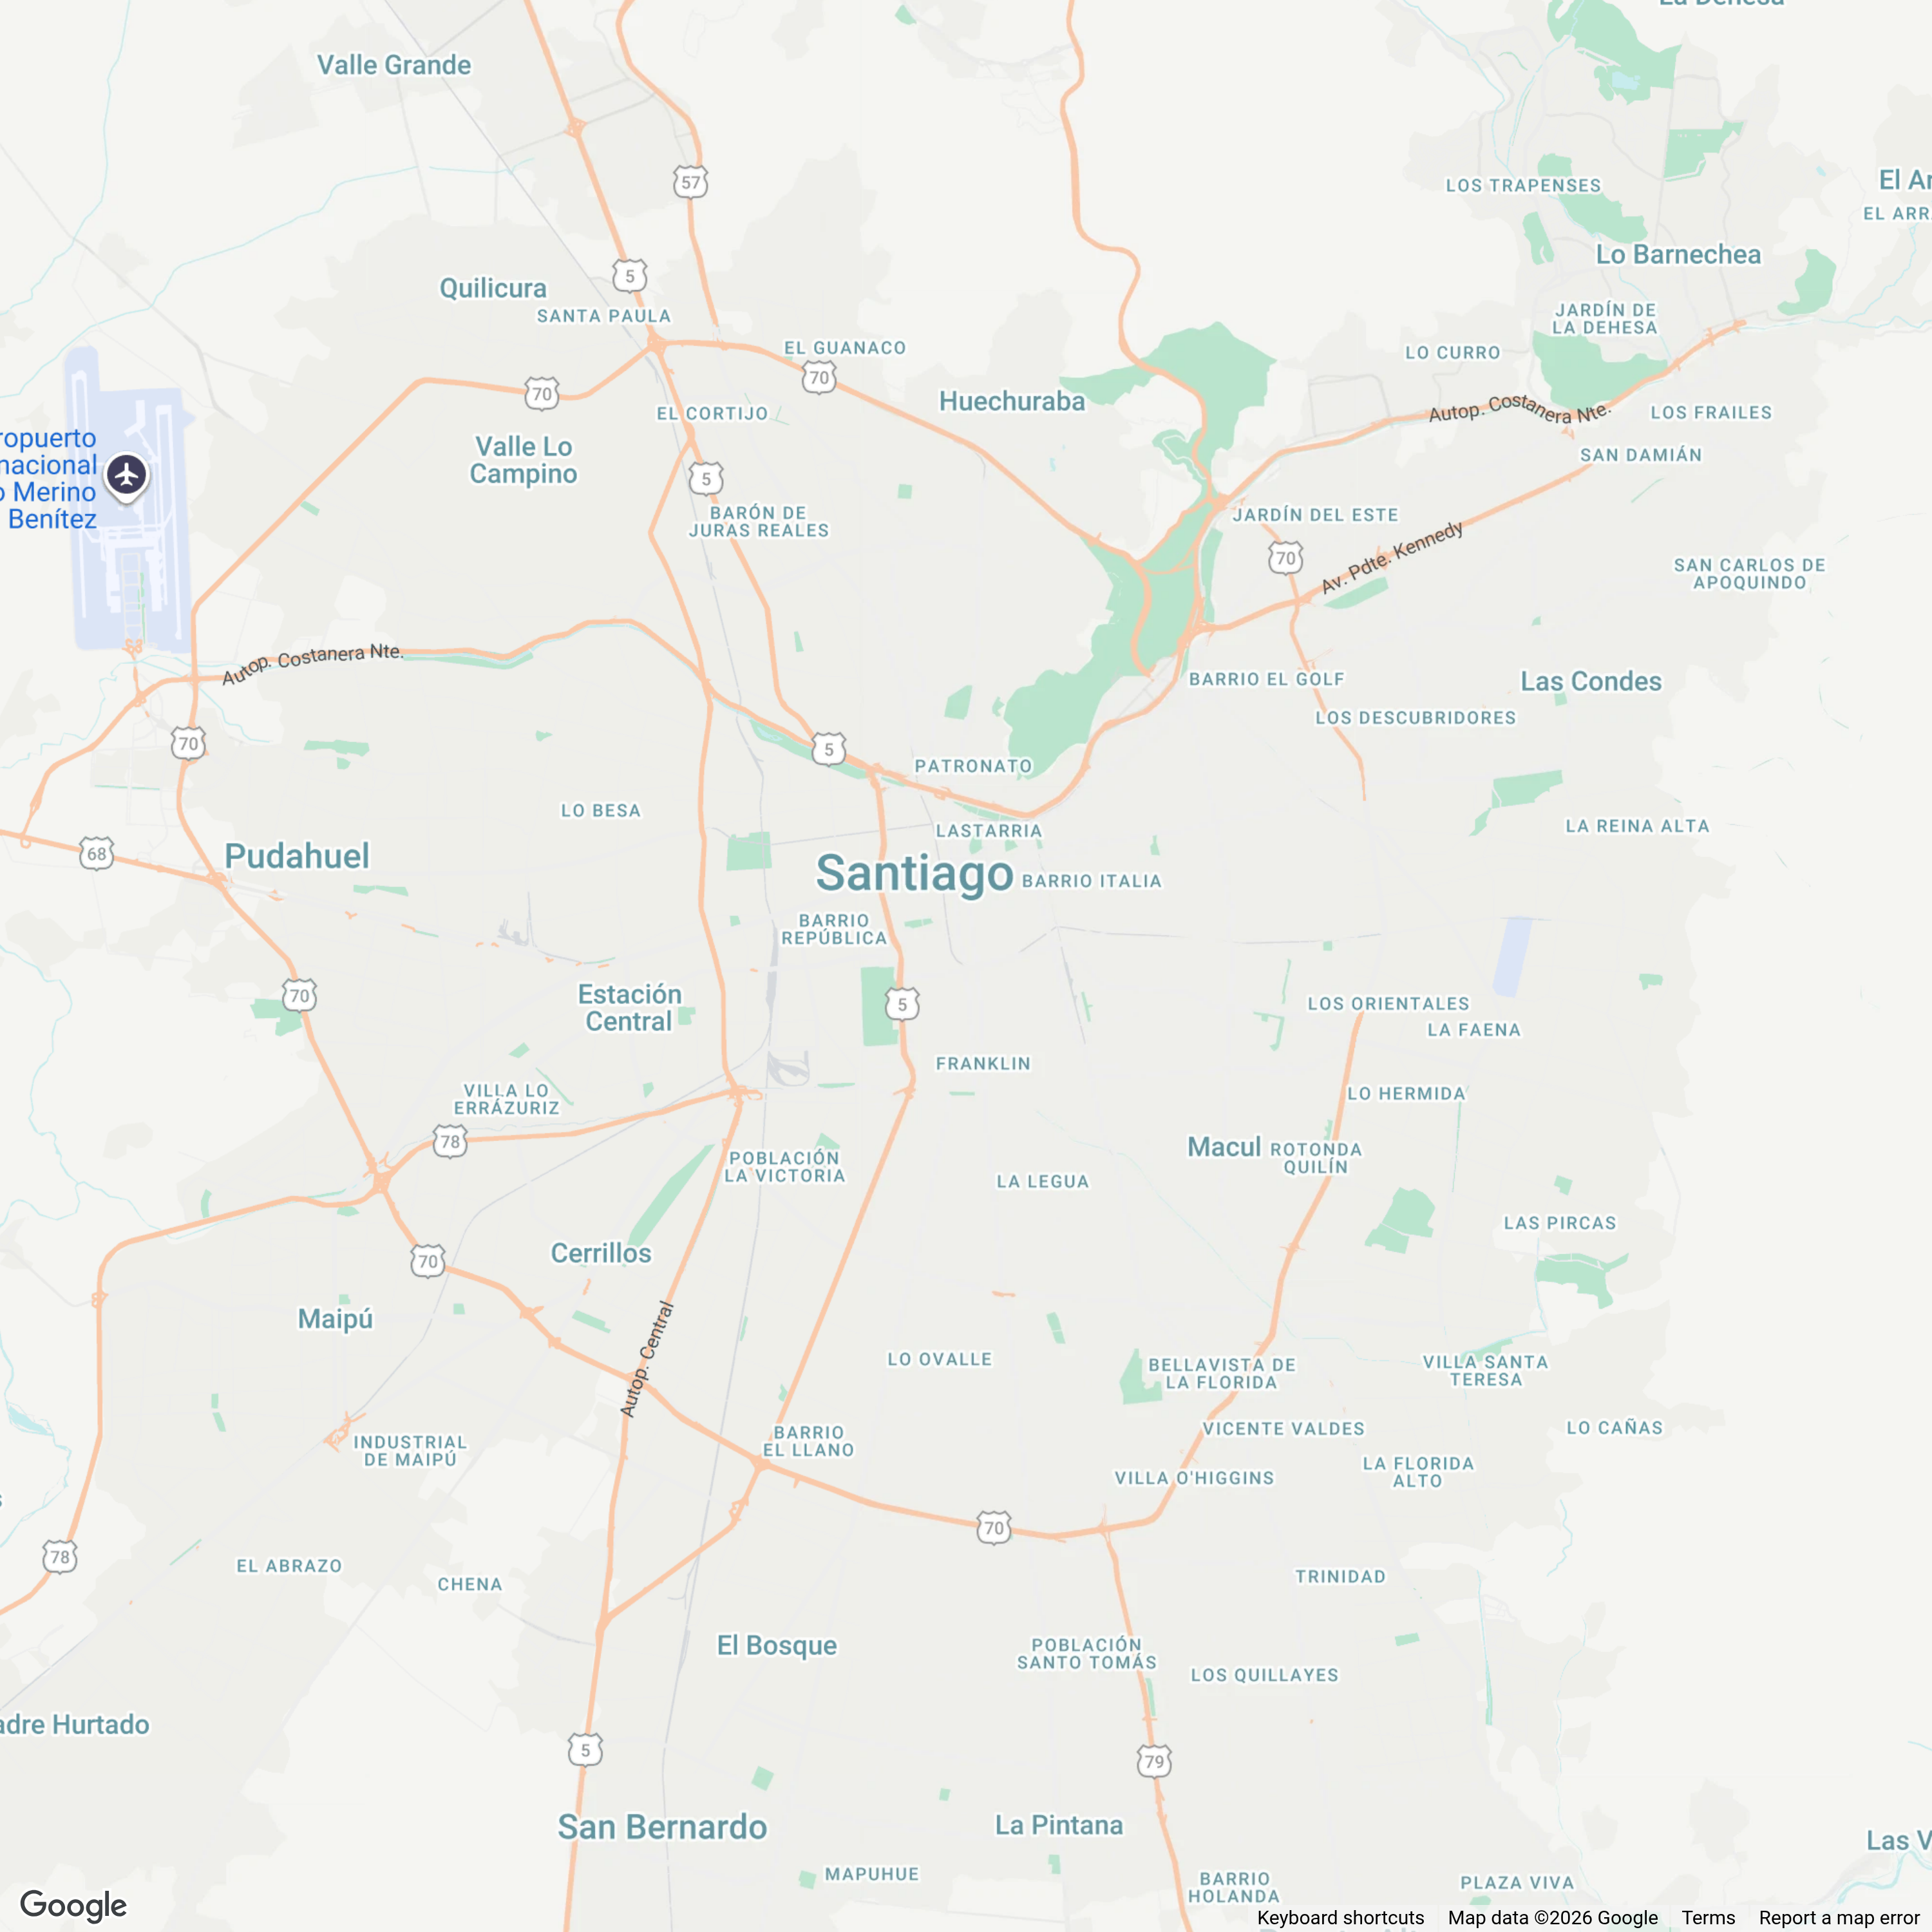 La Dehesa
Valle Grande
57
El Ar
LOS TRAPENSES
EL ARR
Lo Barnechea
5
Quilicura
SANTA PAULA
JARDÍN DE
LA DEHESA
EL GUANACO
LO CURRO
70
70
Huechuraba
Autop. Costanera Nte.
LOS FRAILES
EL CORTIJO
ropuerto
nacional
o Merino
Benítez
Valle Lo
Campino
SAN DAMIÁN
5
BARÓN DE
JURAS REALES
JARDÍN DEL ESTE
70
Av. Pdte. Kennedy
SAN CARLOS DE
APOQUINDO
Autop. Costanera Nte.
BARRIO EL GOLF
Las Condes
LOS DESCUBRIDORES
70
5
PATRONATO
LO BESA
LASTARRIA
LA REINA ALTA
68
Pudahuel
Santiago
BARRIO ITALIA
BARRIO
REPÚBLICA
70
Estación
Central
5
LOS ORIENTALES
LA FAENA
FRANKLIN
VILLA LO
ERRÁZURIZ
LO HERMIDA
78
Macul
ROTONDA
QUILÍN
POBLACIÓN
LA VICTORIA
LA LEGUA
LAS PIRCAS
70
Cerrillos
Maipú
Autop. Central
LO OVALLE
BELLAVISTA DE
LA FLORIDA
VILLA SANTA
TERESA
INDUSTRIAL
DE MAIPÚ
BARRIO
EL LLANO
VICENTE VALDES
LO CAÑAS
VILLA O'HIGGINS
LA FLORIDA
ALTO
70
78
EL ABRAZO
CHENA
TRINIDAD
El Bosque
POBLACIÓN
SANTO TOMÁS
LOS QUILLAYES
adre Hurtado
5
79
San Bernardo
La Pintana
Las V
MAPUHUE
BARRIO
HOLANDA
PLAZA VIVA
Google
Keyboard shortcuts
Map data ©2026 Google
Terms
Report a map error